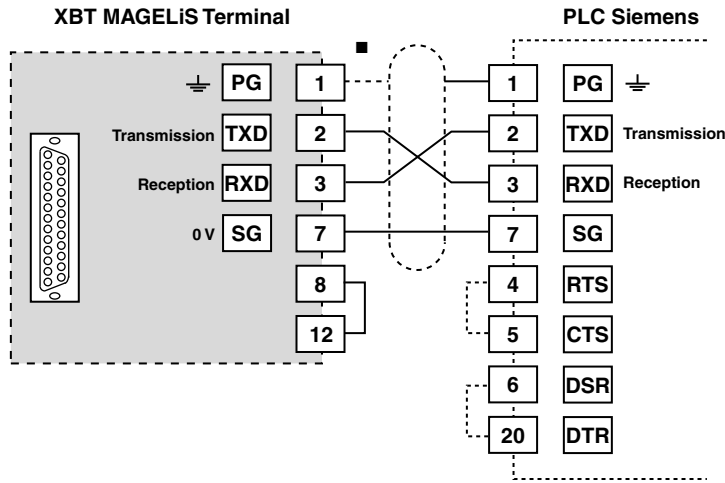 XBT MAGELiS Terminal PLC Siemens
PG 1 1 PG
Transmission TXD 2 2 TXD Transmission
Reception RXD 3 3 RXD Reception
0 V SG 7 7 SG
8 4 RTS
12 5 CTS
6 DSR
20 DTR